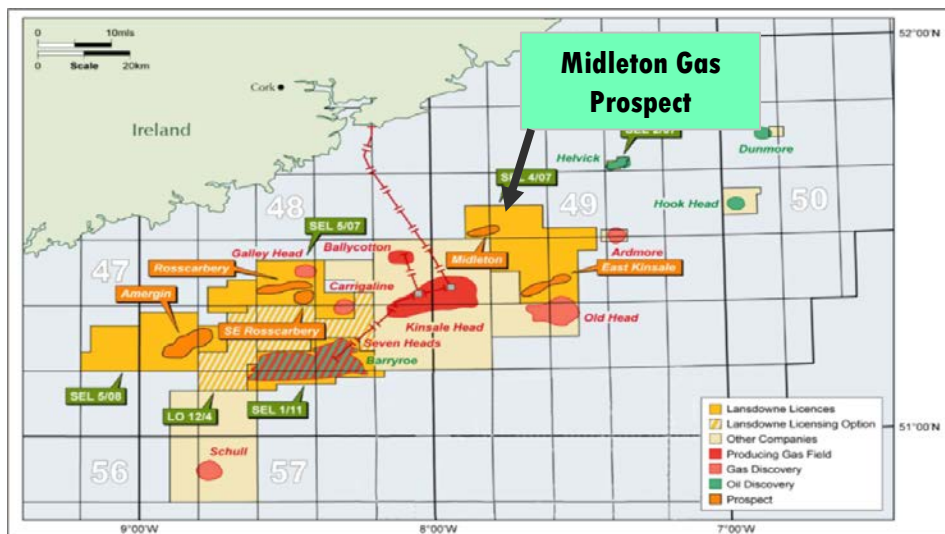 0 10mls
0 Scale 20km
52°00'N
Cork
Ireland
Midleton Gas
Prospect
SEL 2/07
Helvick
Dunmore
SEL 4/07
48
49
50
Hook Head
SEL 5/07
Galley Head
Ballycotton
Ardmore
47
Rosscarbery
Midleton
East Kinsale
Amergin
Carrigaline
SE Rosscarbery
Kinsale Head
Old Head
Seven Heads
Barryroe
SEL 5/08
LO 12/4
SEL 1/11
51°00'N
56
57
Schull
Lansdowne Licences
Lansdowne Licensing Option
Other Companies
Producing Gas Field
Gas Discovery
Oil Discovery
Prospect
9°00'W
8°00'W
7°00'W